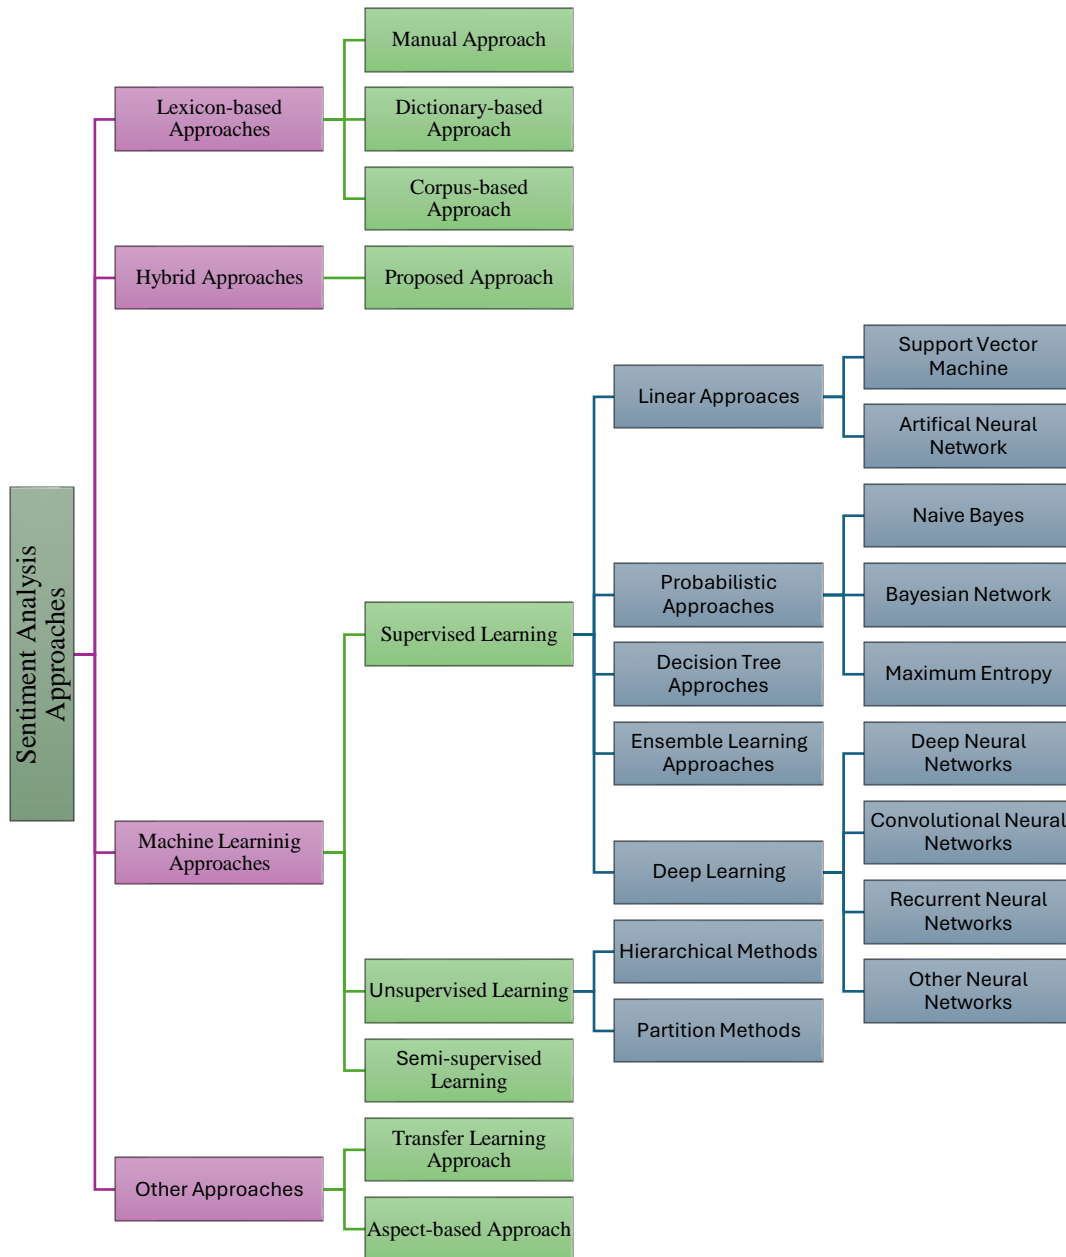 Sentiment Analysis
Approaches
Lexicon-based
Approaches
Manual Approach
Dictionary-based
Approach
Corpus-based
Approach
Hybrid Approaches
Proposed Approach
Machine Learninig
Approaches
Supervised Learning
Linear Approaces
Support Vector
Machine
Artifical Neural
Network
Probabilistic
Approaches
Naive Bayes
Bayesian Network
Maximum Entropy
Decision Tree
Approches
Ensemble Learning
Approaches
Deep Learning
Deep Neural
Networks
Convolutional Neural
Networks
Recurrent Neural
Networks
Other Neural
Networks
Unsupervised Learning
Hierarchical Methods
Partition Methods
Semi-supervised
Learning
Other Approaches
Transfer Learning
Approach
Aspect-based Approach